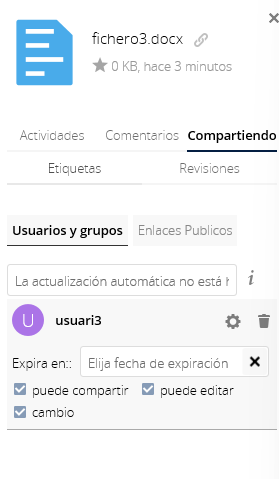 fichero3.docx
0 KB, hace 3 minutos
Actividades Comentarios Compartiendo
Etiquetas Revisiones
Usuarios y grupos Enlaces Publicos
La actualización automática no está
i
U usuari3
Expira en:: Elija fecha de expiración
puede compartir puede editar
cambio